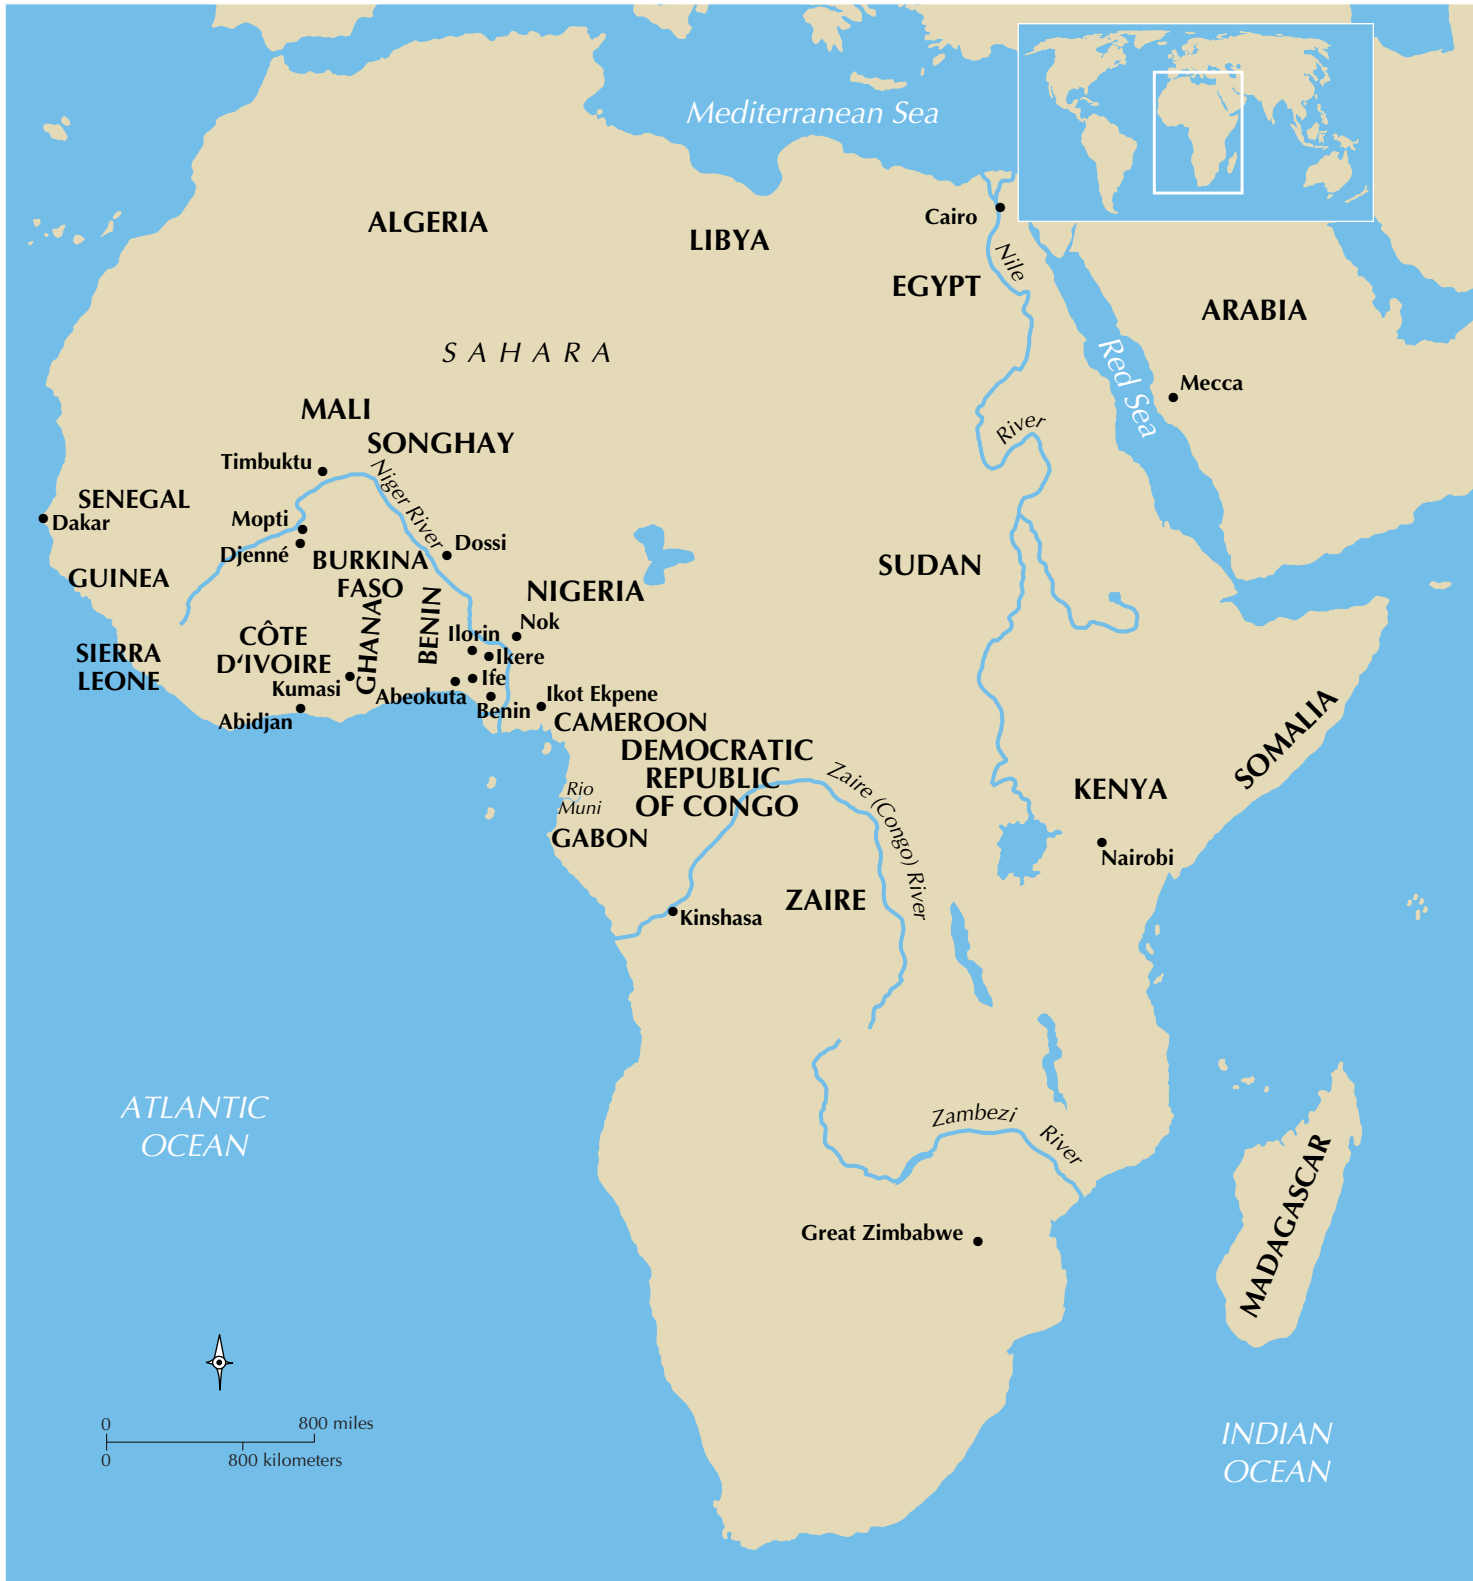 Mediterranean Sea
ALGERIA
LIBYA
Cairo
Nile
EGYPT
ARABIA
SAHARA
Red Sea
Mecca
MALI
SONGHAY
River
Timbuktu
Niger River
SENEGAL
Dakar
Mopti
Djenné
Dossi
BURKINA
FASO
GUINEA
SUDAN
NIGERIA
BENIN
GHANA
Nok
CÔTE
D‘IVOIRE
Ilorin
Ikere
SIERRA
LEONE
Kumasi
Ife
Abeokuta
Ikot Ekpene
Benin
Abidjan
CAMEROON
DEMOCRATIC
REPUBLIC
OF CONGO
SOMALIA
Rio
Muni
Zaire (Congo) River
KENYA
GABON
Nairobi
ZAIRE
Kinshasa
ATLANTIC
OCEAN
Zambezi
River
MADAGASCAR
Great Zimbabwe
0
800 miles
0
800 kilometers
INDIAN
OCEAN